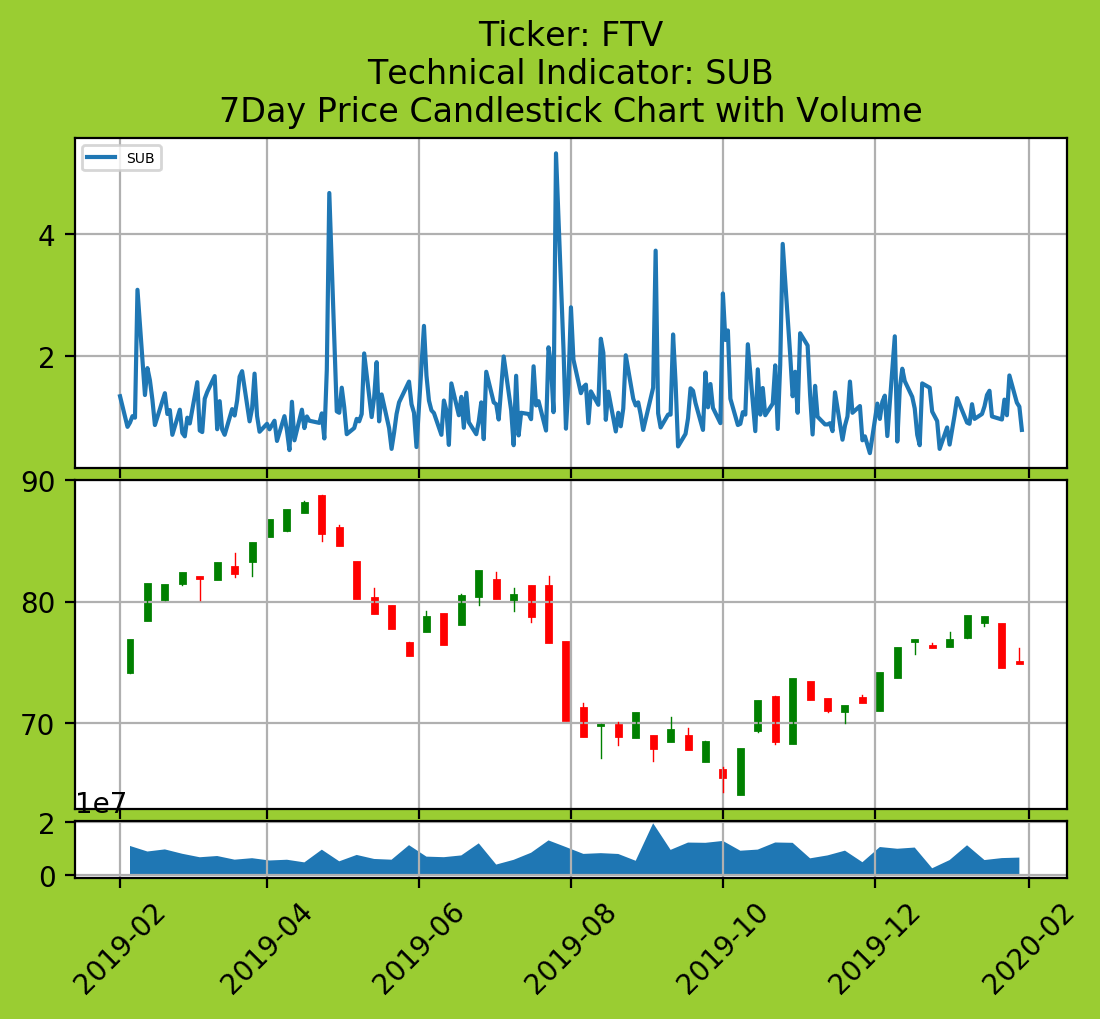 Ticker: FTV
Technical Indicator: SUB
7Day Price Candlestick Chart with Volume
SUB
4
2
90
80
70
1e7
2
0
2019-02
2019-04
2019-06
2019-08
2019-10
2019-12
2020-02